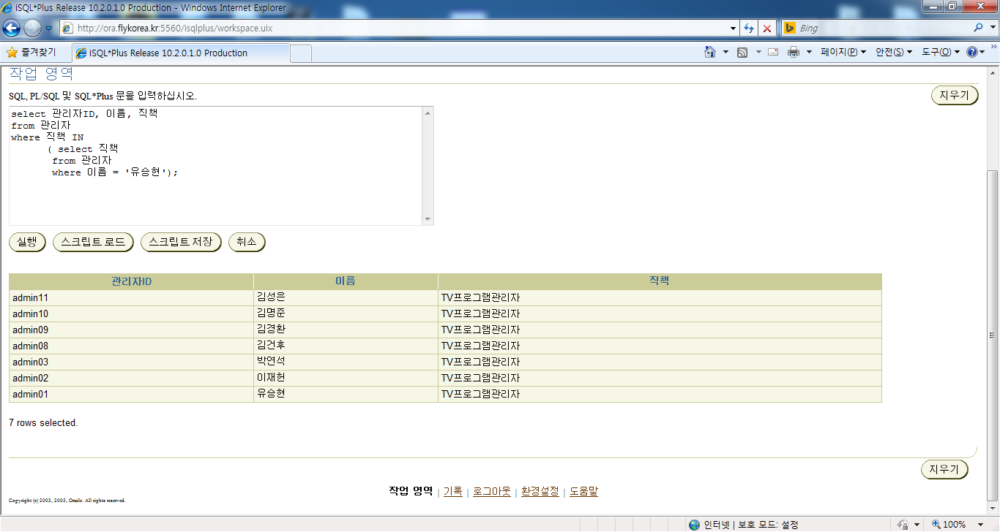 iSQL*Plus Release 10.2.0.1.0 Production - Windows Internet Explorer
http://ora.flykorea.kr:5560/isqlplus/workspace.uix
Bing
즐겨찾기
iSQL*Plus Release 10.2.0.1.0 Production
페이지(P) 안전(S) 도구(O)
작업 영역
SQL, PL/SQL 및 SQL*Plus 문을 입력하십시오.
지우기
select 관리자ID, 이름, 직책
from 관리자
where 직책 IN
( select 직책
from 관리자
where 이름 = '유승현');
실행 스크립트 로드 스크립트 저장 취소
관리자ID 이름 직책
admin11 김성은 TV프로그램관리자
admin10 김명준 TV프로그램관리자
admin09 김경환 TV프로그램관리자
admin08 김건후 TV프로그램관리자
admin03 박연석 TV프로그램관리자
admin02 이재헌 TV프로그램관리자
admin01 유승현 TV프로그램관리자
7 rows selected.
지우기
작업 영역 | 기록 | 로그아웃 | 환경설정 | 도움말
Copyright (c) 2003, 2005, Oracle. All rights reserved.
인터넷 | 보호 모드: 설정
100%